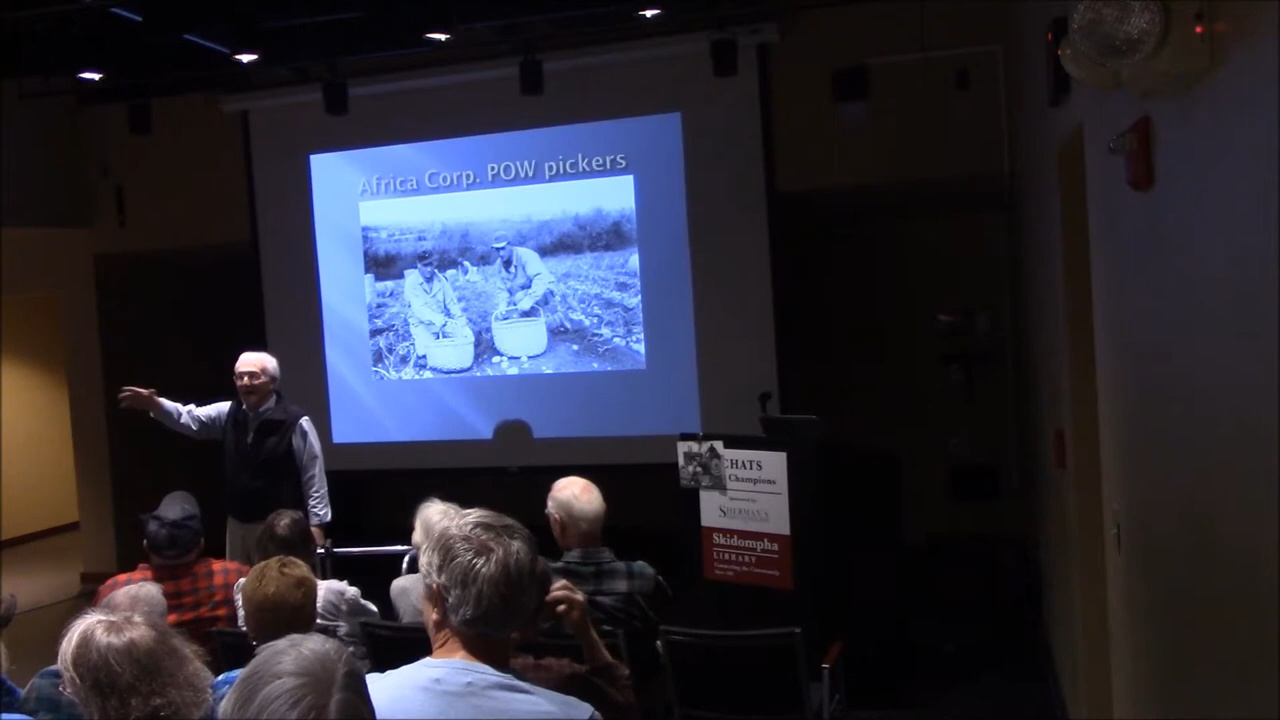 Africa Corp. POW pickers
CHATS
Champions
Sponsored by
SHERMAN'S
Skidompha
LIBRARY
Connecting the Community